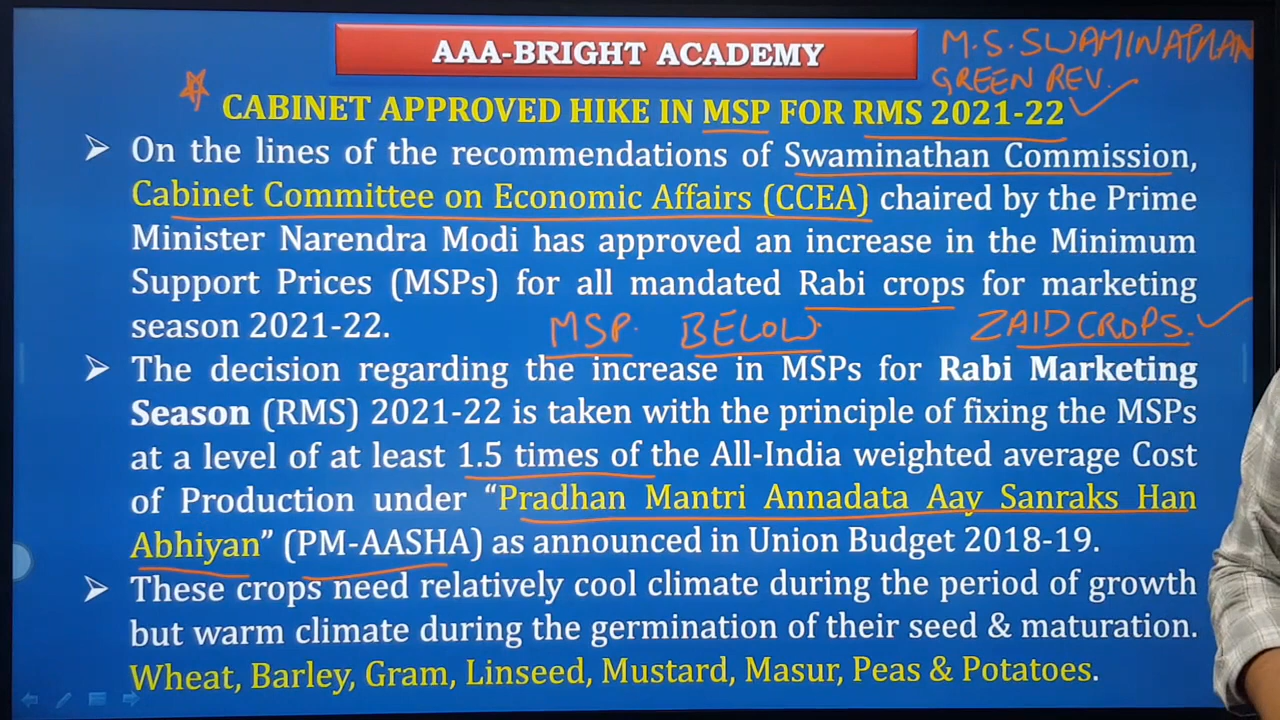 AAA-BRIGHT ACADEMY
M.S. SWAMINATHAN
GREEN REV.
CABINET APPROVED HIKE IN MSP FOR RMS 2021-22
On the lines of the recommendations of Swaminathan Commission,
Cabinet Committee on Economic Affairs (CCEA) chaired by the Prime
Minister Narendra Modi has approved an increase in the Minimum
Support Prices (MSPs) for all mandated Rabi crops for marketing
season 2021-22.
MSP. BELOW. ZAID CROPS.
The decision regarding the increase in MSPs for Rabi Marketing
Season (RMS) 2021-22 is taken with the principle of fixing the MSPs
at a level of at least 1.5 times of the All-India weighted average Cost
of Production under “Pradhan Mantri Annadata Aay Sanraks Han
Abhiyan” (PM-AASHA) as announced in Union Budget 2018-19.
These crops need relatively cool climate during the period of growth
but warm climate during the germination of their seed & maturation.
Wheat, Barley, Gram, Linseed, Mustard, Masur, Peas & Potatoes.